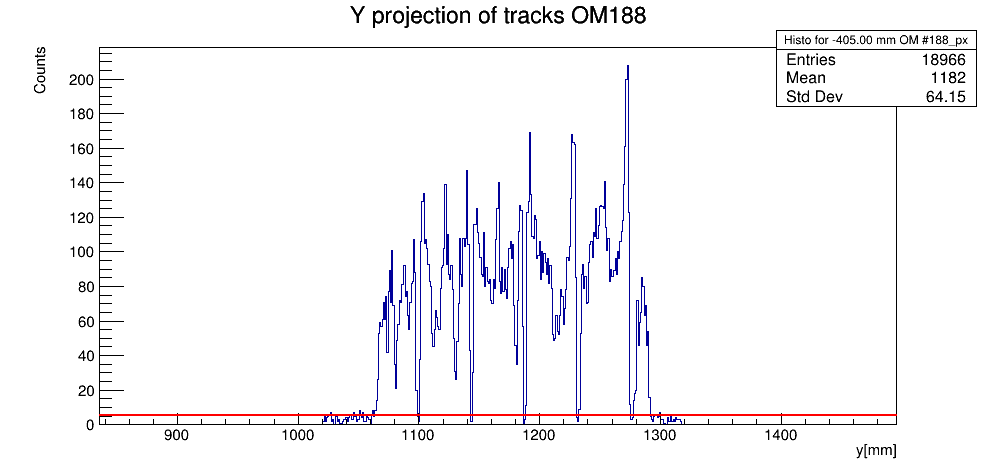 Y projection of tracks OM188
Histo for -405.00 mm OM #188_px
Entries 18966
Mean 1182
Std Dev 64.15
Counts
200
180
160
140
120
100
80
60
40
20
0
900 1000 1100 1200 1300 1400
y[mm]